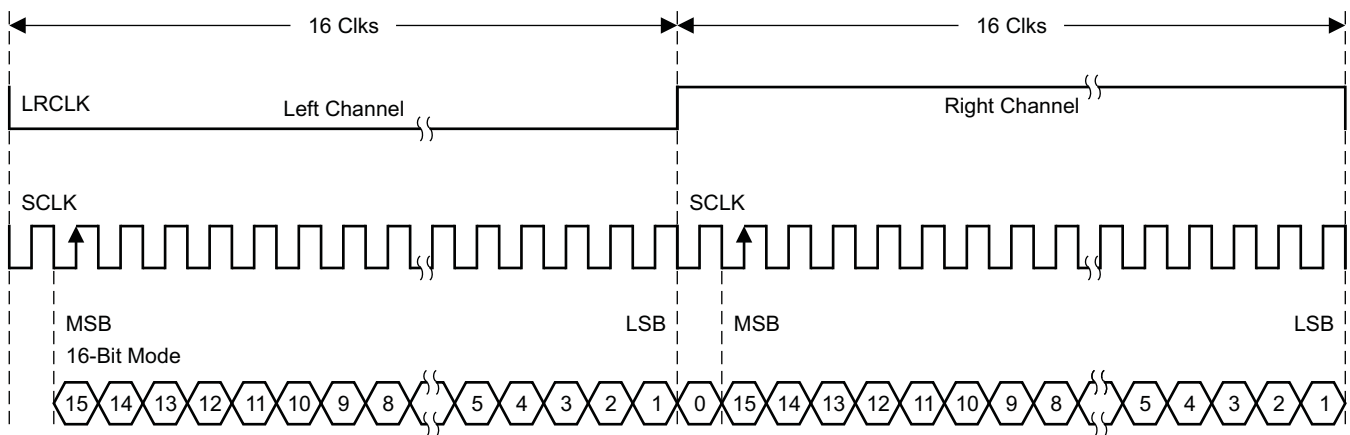 16 Clks 16 Clks
LRCLK Left Channel Right Channel
SCLK SCLK
MSB LSB MSB LSB
16-Bit Mode
15 14 13 12 11 10 9 8 5 4 3 2 1 0 15 14 13 12 11 10 9 8 5 4 3 2 1